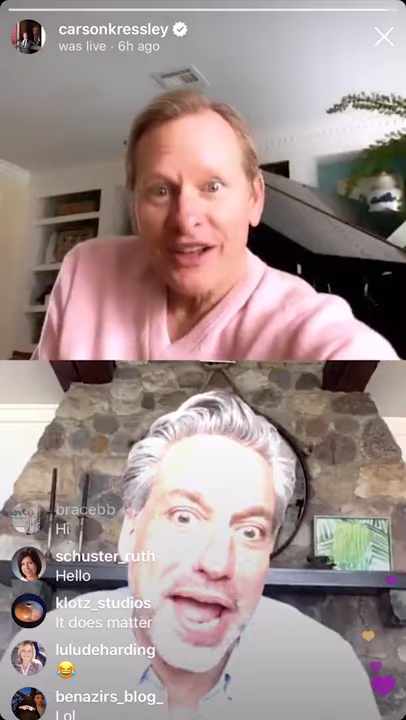 carsonkressley
was live · 6h ago
bracebb
Hi
schuster_ruth
Hello
klotz_studios
It does matter
luludeharding
😂
benazirs_blog_
Lol